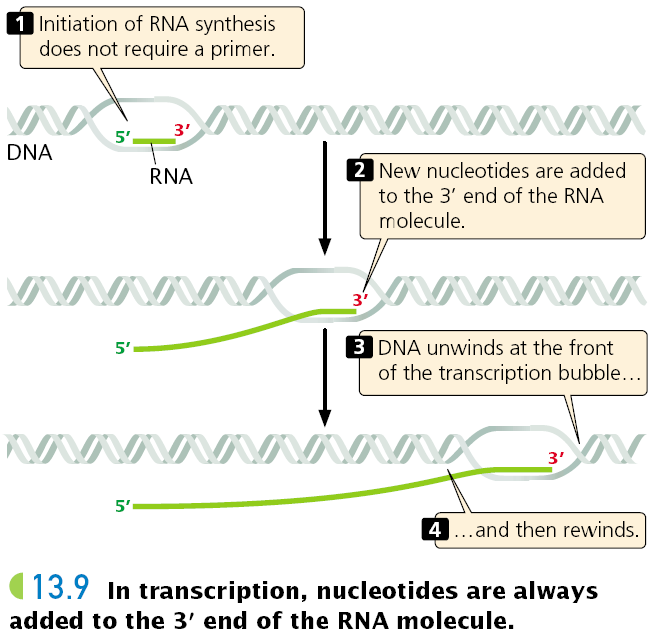 1 Initiation of RNA synthesis
does not require a primer.
5′
3′
DNA
RNA
2 New nucleotides are added
to the 3′ end of the RNA
molecule.
3′
5′
3 DNA unwinds at the front
of the transcription bubble…
3′
5′
4 …and then rewinds.
13.9 In transcription, nucleotides are always
added to the 3′ end of the RNA molecule.